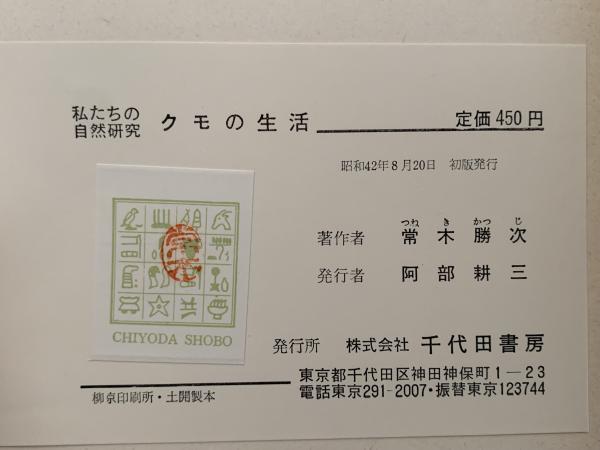 私たちの
自然研究 クモの生活 定価 450 円
昭和42年8月20日 初版発行
つね き かつ じ
著作者 常木勝次
発行者 阿部耕三
CHIYODA SHOBO
発行所 株式会社 千代田書房
東京都千代田区神田神保町1―23
電話東京291-2007・振替東京123744
柳京印刷所・土開製本